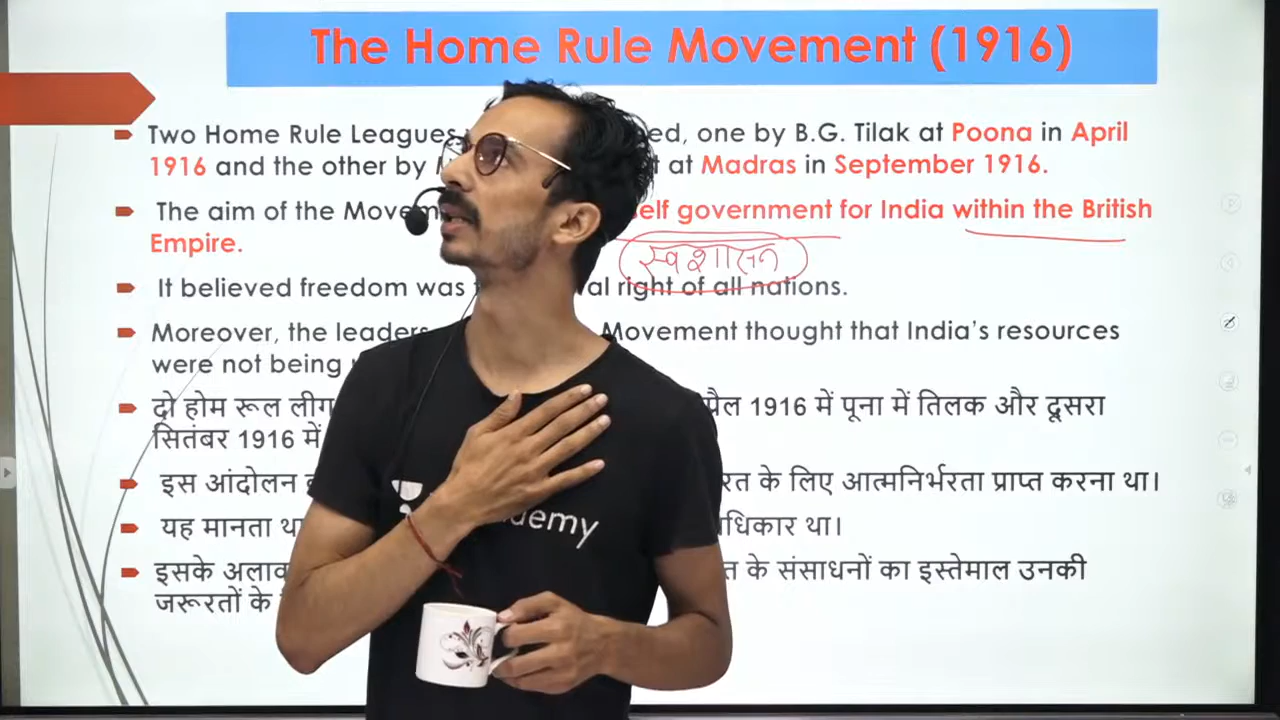 The Home Rule Movement (1916)
Two Home Rule Leagues ed, one by B.G. Tilak at Poona in April
1916 and the other by at Madras in September 1916.
The aim of the Movem elf government for India within the British
Empire.
स्वशासन
It believed freedom was al right of all nations.
Moreover, the leaders Movement thought that India's resources
were not being
दो होम रूल लीग प्रैल 1916 में पूना में तिलक और दूसरा
सितंबर 1916 में
इस आंदोलन रत के लिए आत्मनिर्भरता प्राप्त करना था।
यह मानता था धिकार था।
इसके अलाव त के संसाधनों का इस्तेमाल उनकी
जरूरतों के
demy